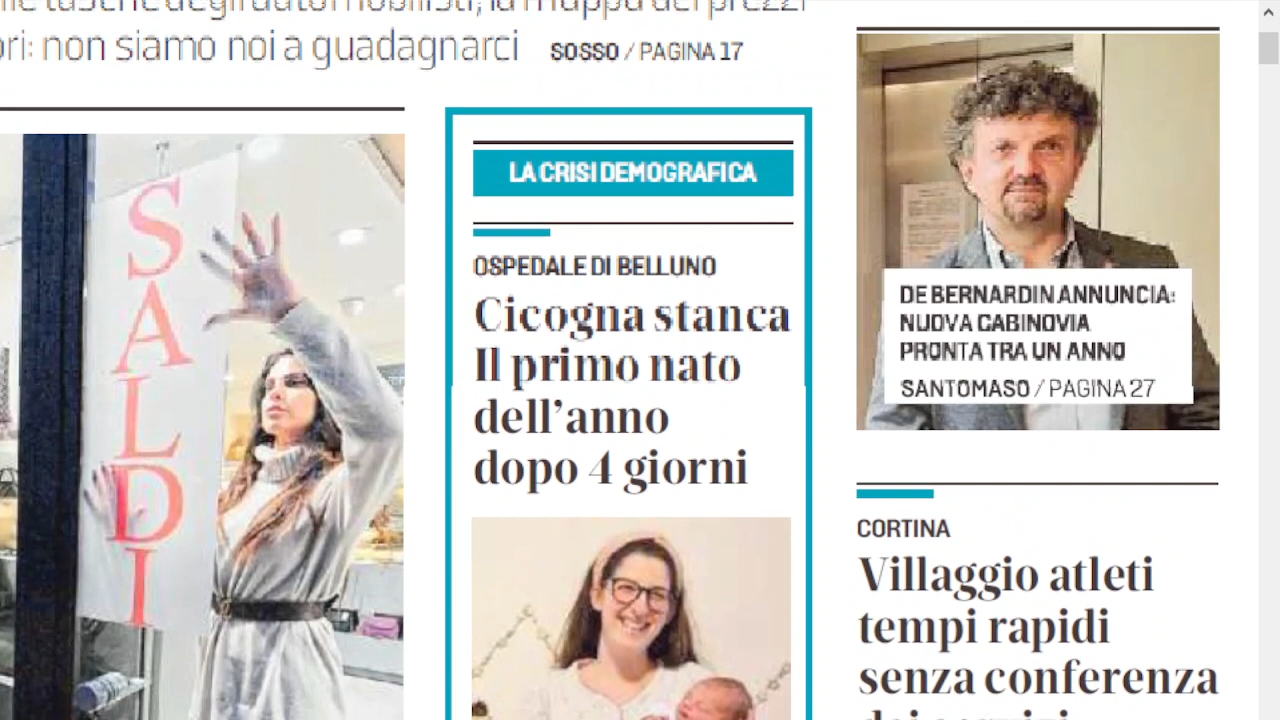 ori: non siamo noi a guadagnarci SOSSO / PAGINA 17
SALDI
LA CRISI DEMOGRAFICA
OSPEDALE DI BELLUNO
Cicogna stanca
Il primo nato
dell'anno
dopo 4 giorni
DE BERNARDIN ANNUNCIA:
NUOVA CABINOVIA
PRONTA TRA UN ANNO
SANTOMASO / PAGINA 27
CORTINA
Villaggio atleti
tempi rapidi
senza conferenza